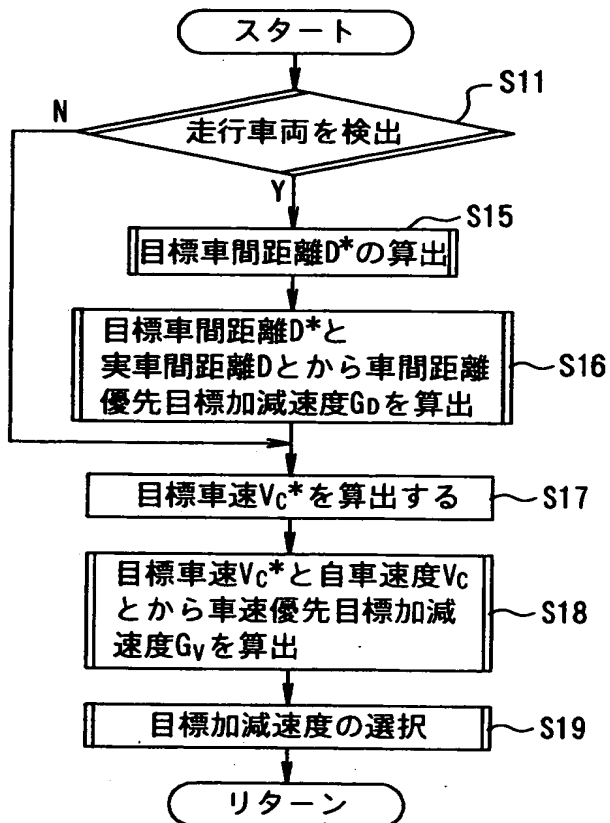 スタート
S11
N
走行車両を検出
Y
S15
目標車間距離D*の算出
目標車間距離D*と
実車間距離Dとから車間距離
優先目標加減速度GDを算出
S16
目標車速VC*を算出する
S17
目標車速VC*と自車速度VC
とから車速優先目標加減
速度GVを算出
S18
目標加減速度の選択
S19
リターン